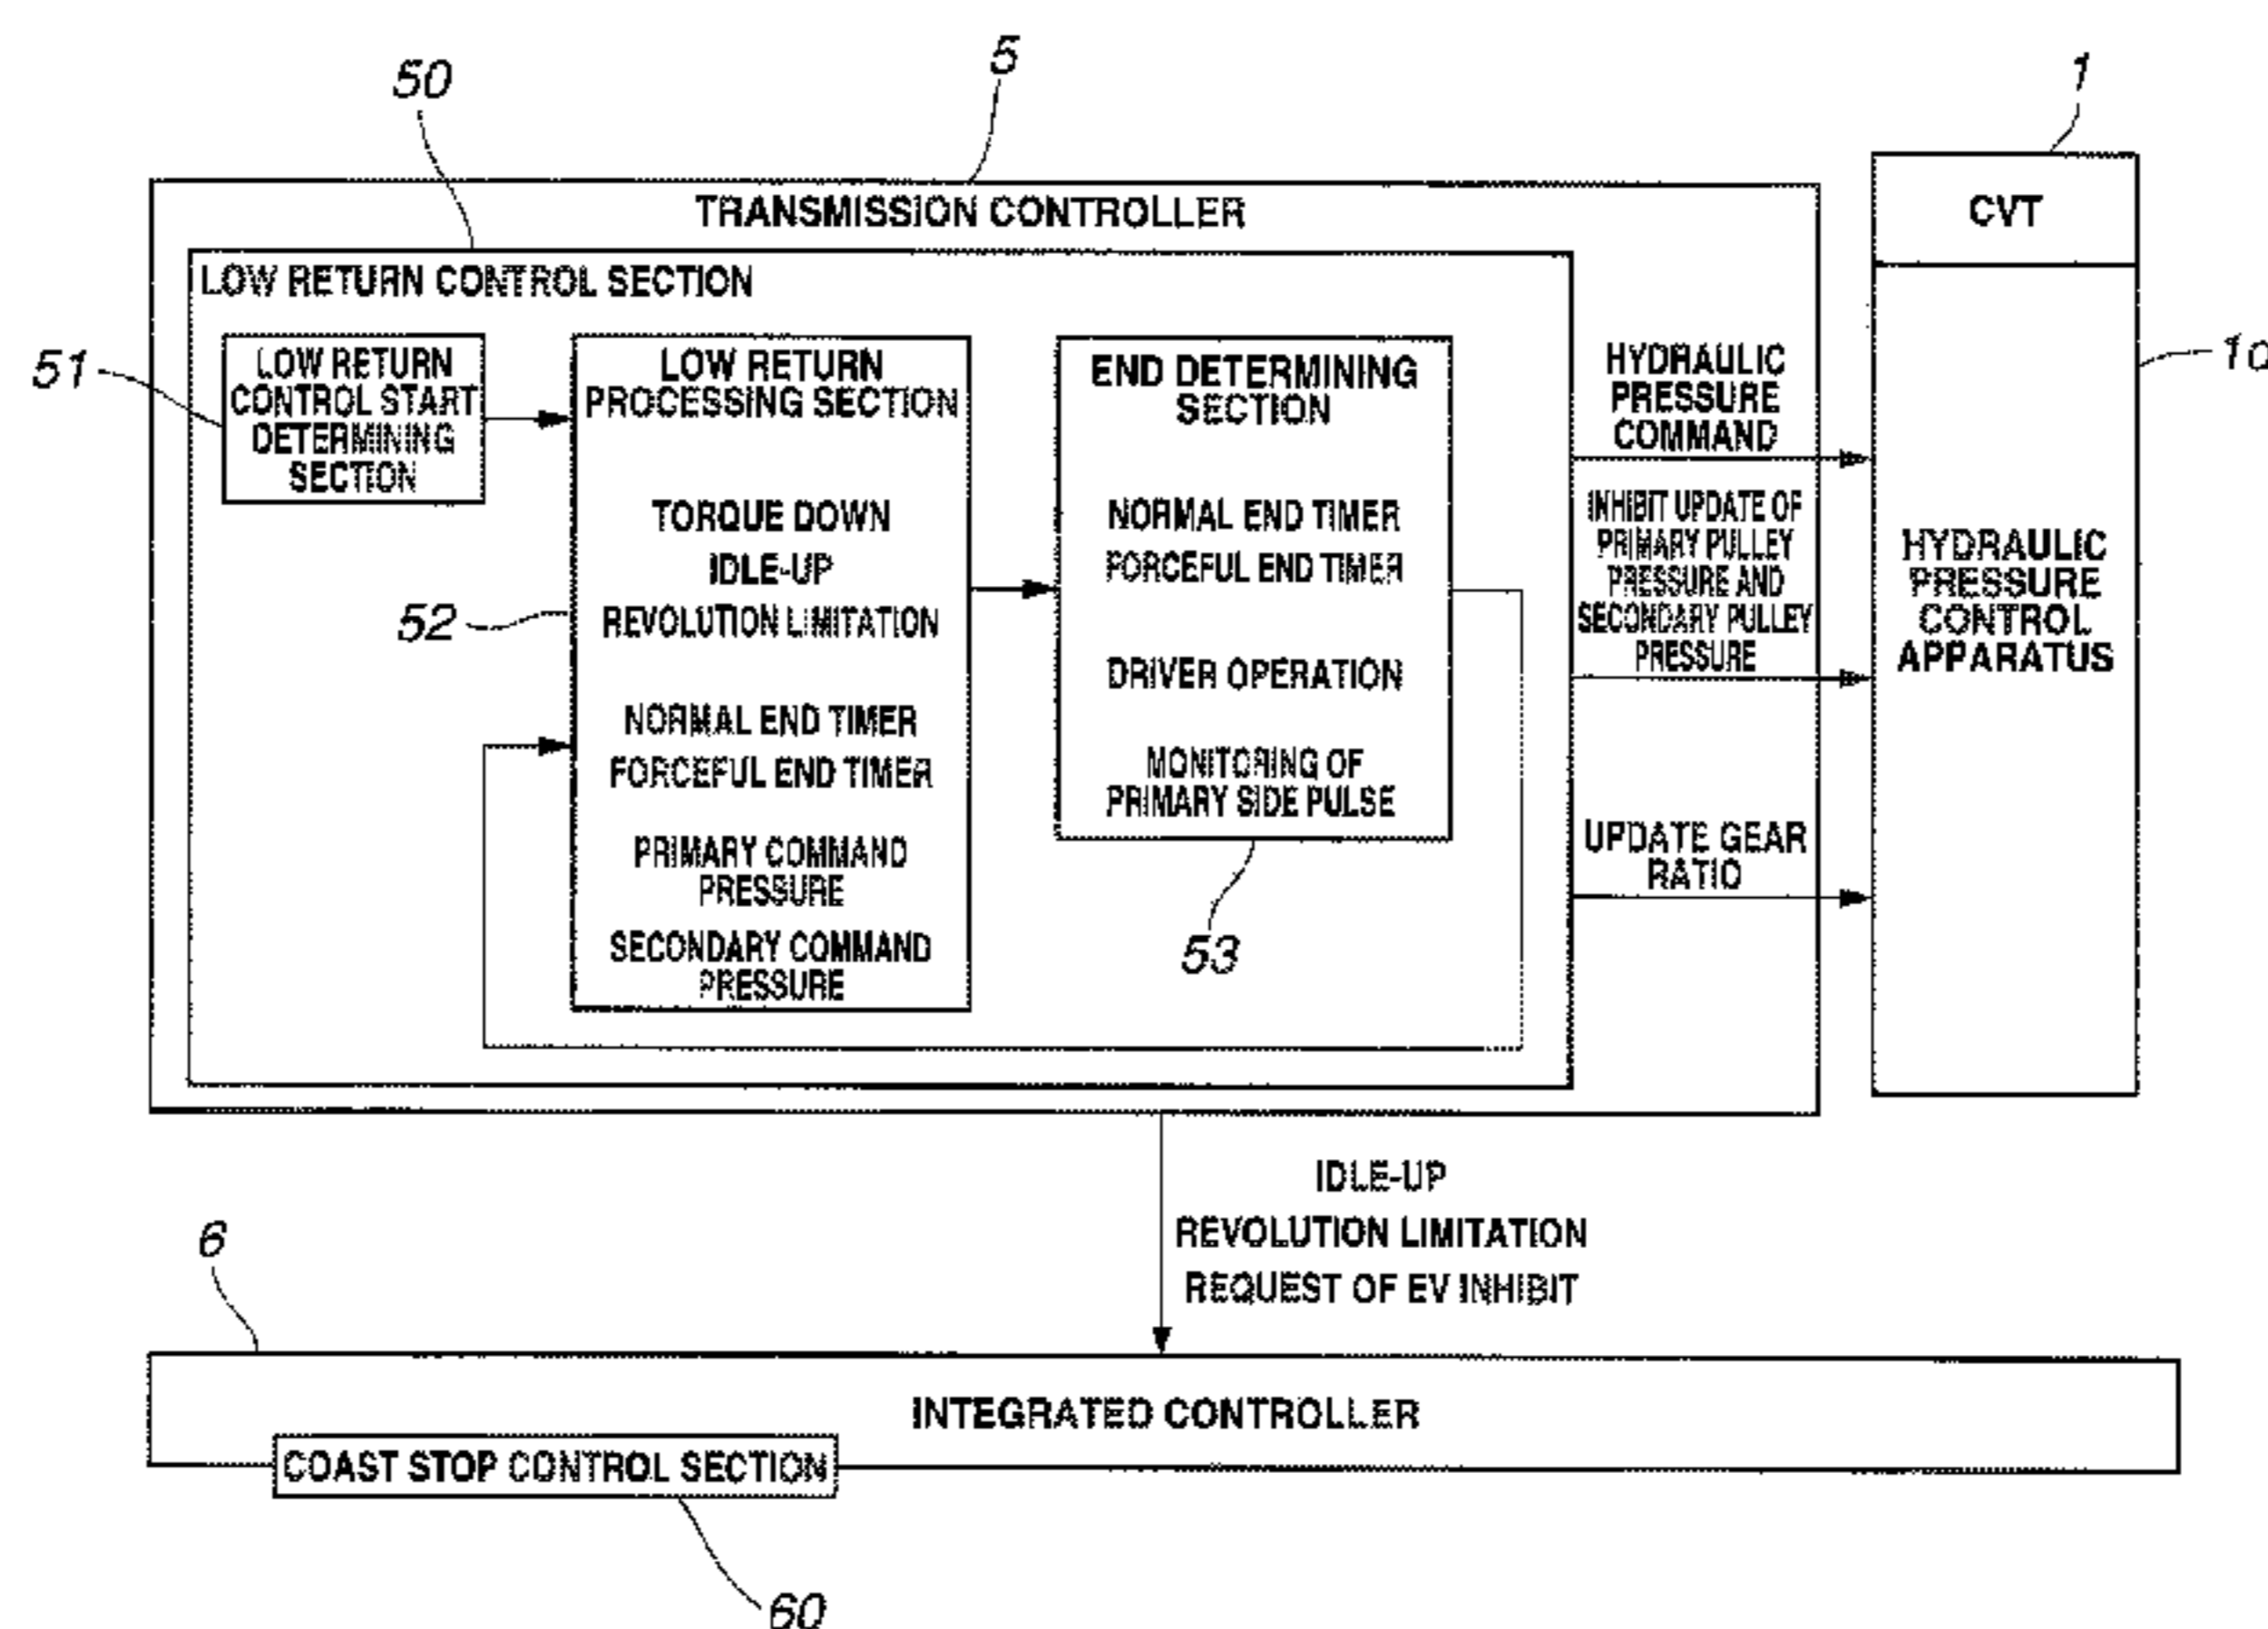 5
1
50
TRANSMISSION CONTROLLER
CVT
LOW RETURN CONTROL SECTION
51
LOW RETURN
CONTROL START
DETERMINING
SECTION
LOW RETURN
PROCESSING SECTION
TORQUE DOWN
IDLE-UP
REVOLUTION LIMITATION
NORMAL END TIMER
FORCEFUL END TIMER
PRIMARY COMMAND
PRESSURE
SECONDARY COMMAND
PRESSURE
52
END DETERMINING
SECTION
NORMAL END TIMER
FORCEFUL END TIMER
DRIVER OPERATION
MONITORING OF
PRIMARY SIDE PULSE
53
HYDRAULIC
PRESSURE
COMMAND
INHIBIT UPDATE OF
PRIMARY PULLEY
PRESSURE AND
SECONDARY PULLEY
PRESSURE
UPDATE GEAR
RATIO
HYDRAULIC
PRESSURE
CONTROL
APPARATUS
1a
IDLE-UP
REVOLUTION LIMITATION
REQUEST OF EV INHIBIT
6
INTEGRATED CONTROLLER
COAST STOP CONTROL SECTION
60